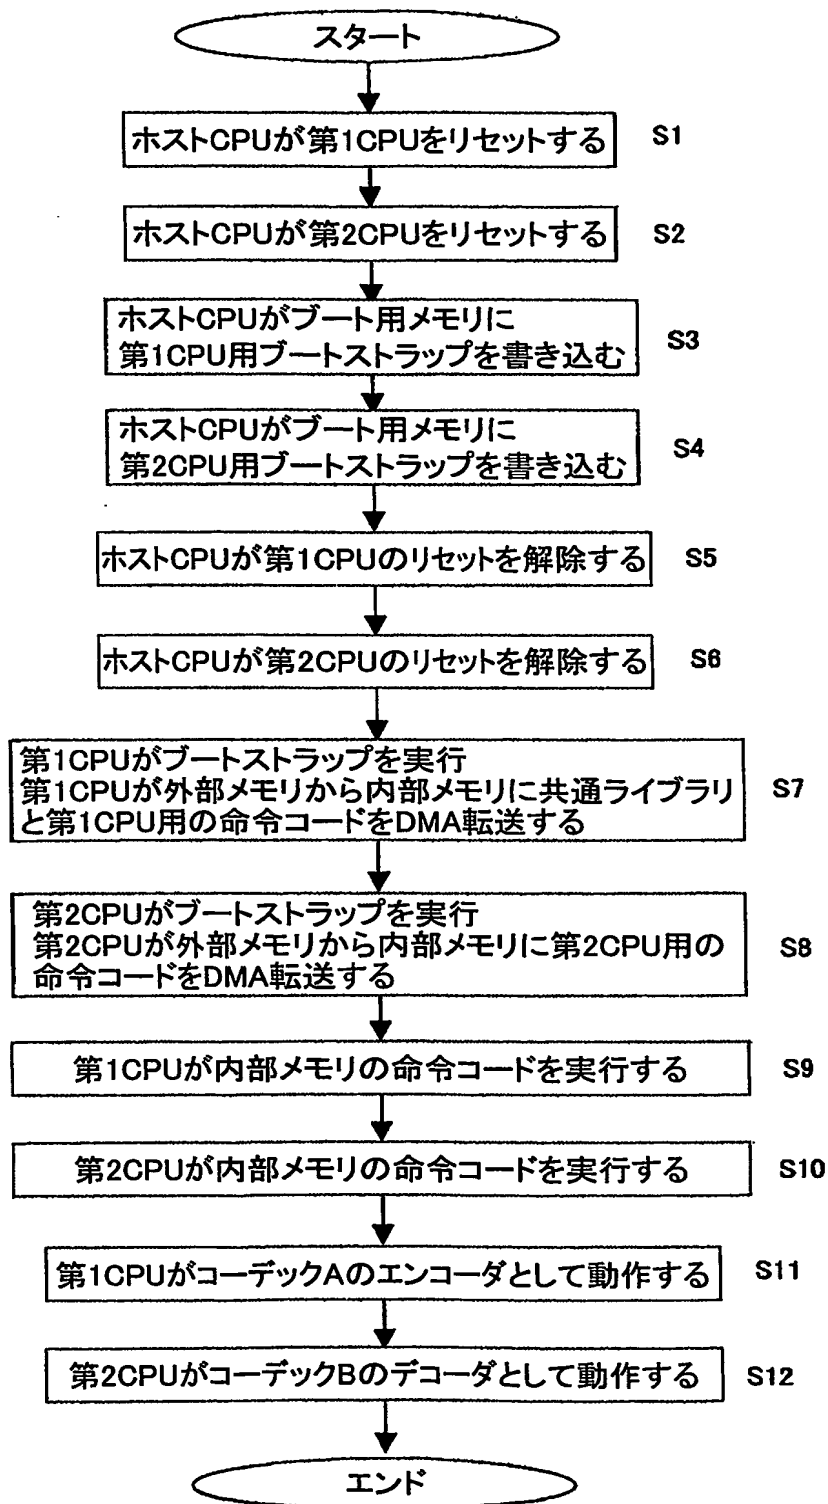 スタート
ホストCPUが第1CPUをリセットする S1
ホストCPUが第2CPUをリセットする S2
ホストCPUがブート用メモリに
第1CPU用ブートストラップを書き込む S3
ホストCPUがブート用メモリに
第2CPU用ブートストラップを書き込む S4
ホストCPUが第1CPUのリセットを解除する S5
ホストCPUが第2CPUのリセットを解除する S6
第1CPUがブートストラップを実行
第1CPUが外部メモリから内部メモリに共通ライブラリ S7
と第1CPU用の命令コードをDMA転送する
第2CPUがブートストラップを実行
第2CPUが外部メモリから内部メモリに第2CPU用の S8
命令コードをDMA転送する
第1CPUが内部メモリの命令コードを実行する S9
第2CPUが内部メモリの命令コードを実行する S10
第1CPUがコーデックAのエンコーダとして動作する S11
第2CPUがコーデックBのデコーダとして動作する S12
エンド